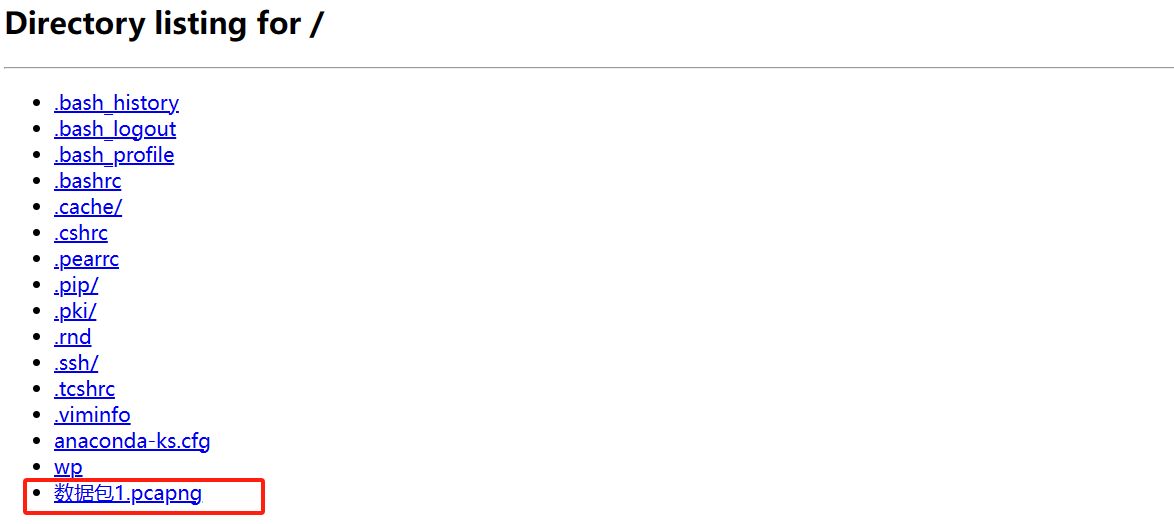 Directory listing for /
.bash_history
.bash_logout
.bash_profile
.bashrc
.cache/
.cshrc
.pearrc
.pip/
.pki/
.rnd
.ssh/
.tcshrc
.viminfo
anaconda-ks.cfg
wp
数据包1.pcapng